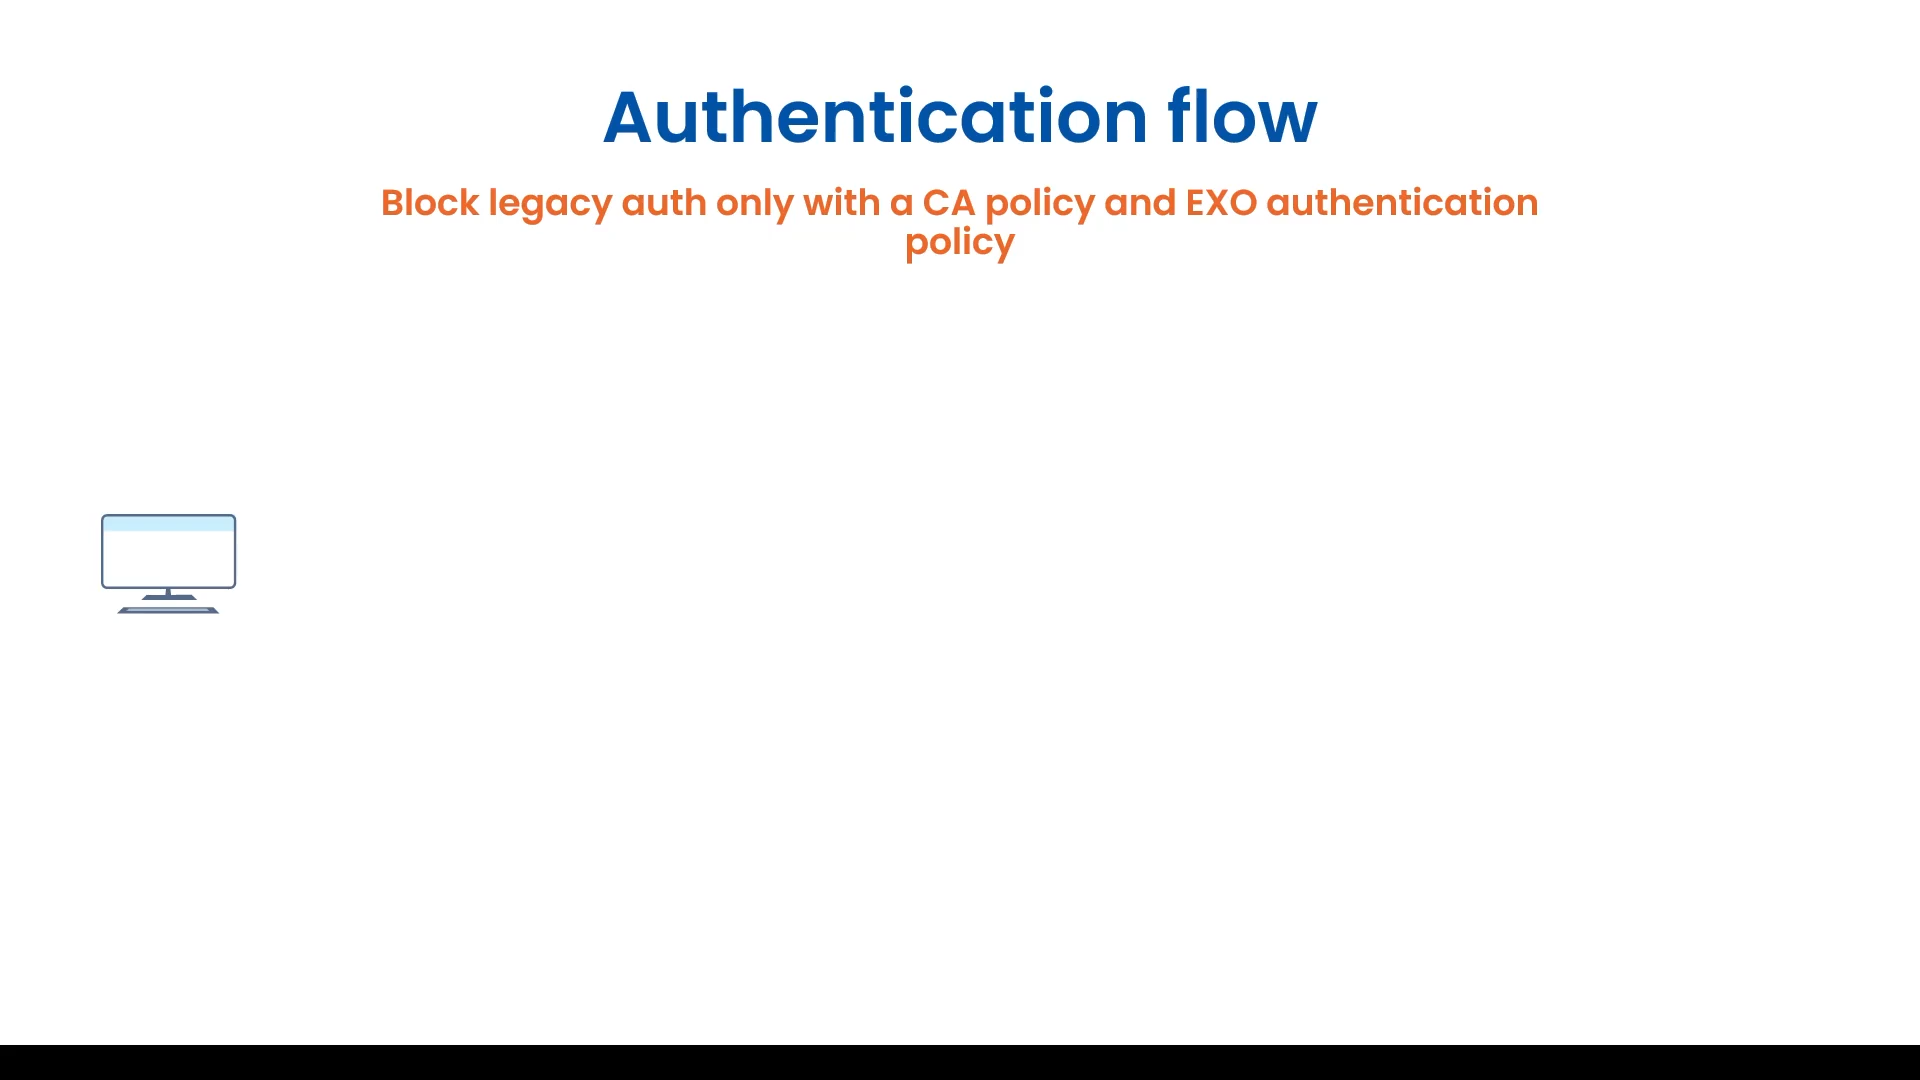 Authentication flow
Block legacy auth only with a CA policy and EXO authentication
policy